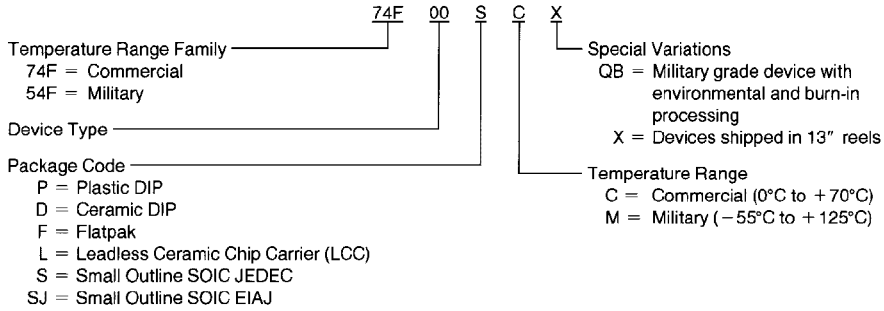 74F 00 S C X
Temperature Range Family
74F = Commercial
54F = Military
Device Type
Package Code
P = Plastic DIP
D = Ceramic DIP
F = Flatpak
L = Leadless Ceramic Chip Carrier (LCC)
S = Small Outline SOIC JEDEC
SJ = Small Outline SOIC EIAJ
Special Variations
QB = Military grade device with
environmental and burn-in
processing
X = Devices shipped in 13″ reels
Temperature Range
C = Commercial (0°C to +70°C)
M = Military (−55°C to +125°C)